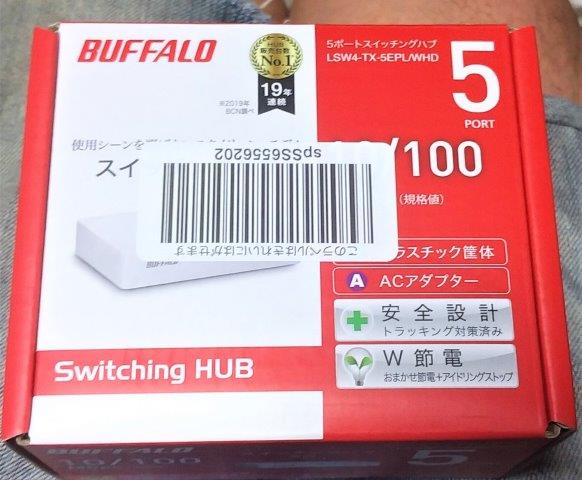 BUFFALO
HUB
販売台数
No.1
19年
連続
※2019年
BCN調べ
5ポートスイッチングハブ
LSW4-TX-5EPL/WHD
5
PORT
使用シーンを
スイ
/100
(規格値)
spSS6556202
このラベルはきれいにはがせます
BUFFALO
ラスチック筐体
A ACアダプター
安全設計
トラッキング対策済み
W節電
おまかせ節電+アイドリングストップ
Switching HUB
10/100
5